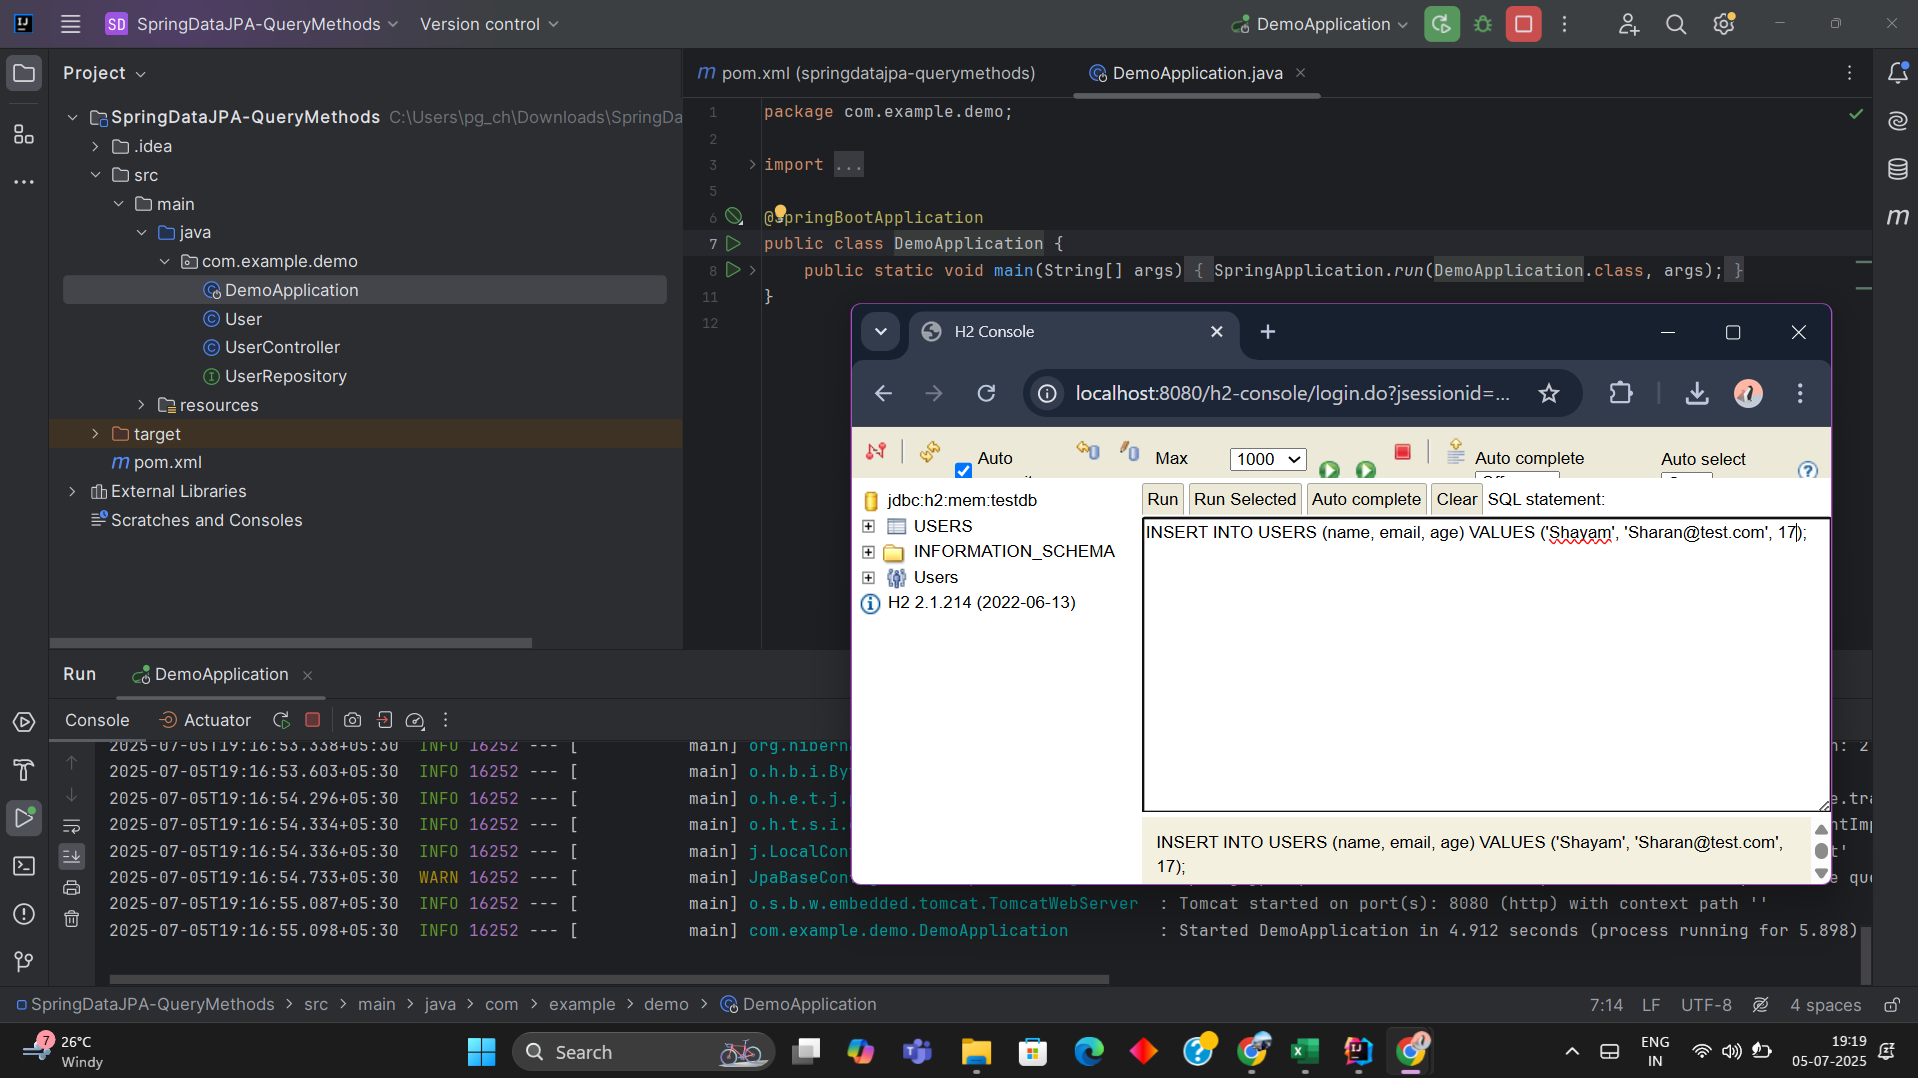 SD SpringDataJPA-QueryMethods Version control DemoApplication
Project
SpringDataJPA-QueryMethods C:\Users\pg_ch\Downloads\SpringDa
.idea
src
main
java
com.example.demo
DemoApplication
User
UserController
UserRepository
resources
target
pom.xml
External Libraries
Scratches and Consoles
pom.xml (springdatajpa-querymethods) DemoApplication.java
1 package com.example.demo;
2
3 import ...
5
6 @SpringBootApplication
7 public class DemoApplication {
8 public static void main(String[] args) { SpringApplication.run(DemoApplication.class, args); }
11 }
12
H2 Console
localhost:8080/h2-console/login.do?jsessionid=...
Auto Max 1000 Auto complete Auto select
jdbc:h2:mem:testdb
USERS
INFORMATION_SCHEMA
Users
H2 2.1.214 (2022-06-13)
Run Run Selected Auto complete Clear SQL statement:
INSERT INTO USERS (name, email, age) VALUES ('Shayam', 'Sharan@test.com', 17);
INSERT INTO USERS (name, email, age) VALUES ('Shayam', 'Sharan@test.com',
17);
Run DemoApplication
Console Actuator
2025-07-05T19:16:53.338+05:30 INFO 16252 --- [ main] org.hibern n: 2
2025-07-05T19:16:53.603+05:30 INFO 16252 --- [ main] o.h.b.i.By
2025-07-05T19:16:54.296+05:30 INFO 16252 --- [ main] o.h.e.t.j. e.tra
2025-07-05T19:16:54.334+05:30 INFO 16252 --- [ main] o.h.t.s.i. ntImp
2025-07-05T19:16:54.336+05:30 INFO 16252 --- [ main] j.LocalCon t'
2025-07-05T19:16:54.733+05:30 WARN 16252 --- [ main] JpaBaseCon e que
2025-07-05T19:16:55.087+05:30 INFO 16252 --- [ main] o.s.b.w.embedded.tomcat.TomcatWebServer : Tomcat started on port(s): 8080 (http) with context path ''
2025-07-05T19:16:55.098+05:30 INFO 16252 --- [ main] com.example.demo.DemoApplication : Started DemoApplication in 4.912 seconds (process running for 5.898)
SpringDataJPA-QueryMethods > src > main > java > com > example > demo > DemoApplication 7:14 LF UTF-8 4 spaces
7 26°C
Windy
Search
ENG
IN
19:19
05-07-2025